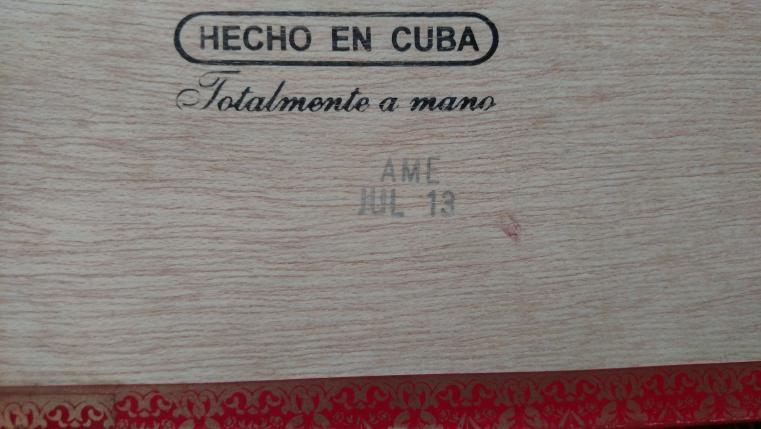 HECHO EN CUBA
Totalmente a mano
AME
JUL 13